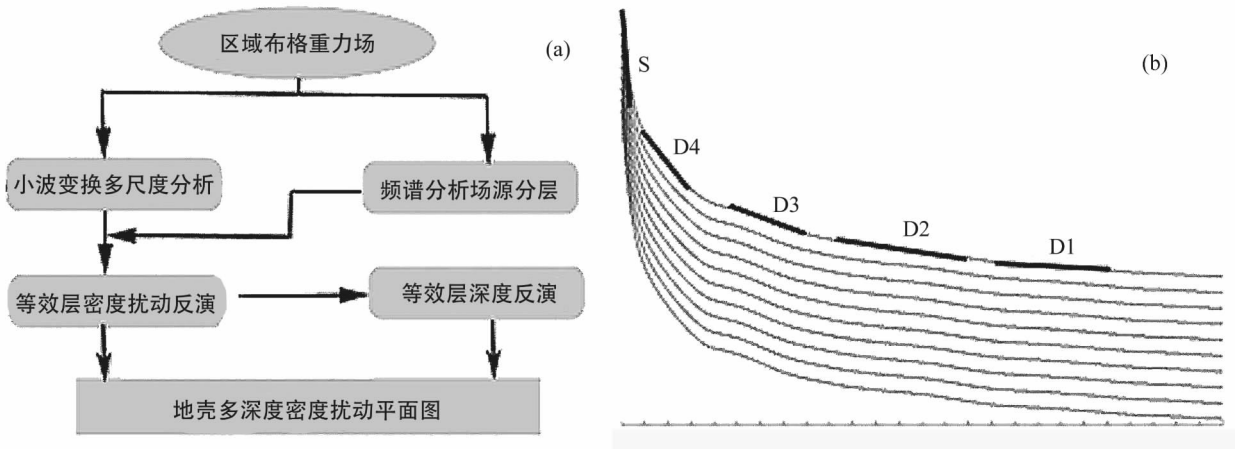 区域布格重力场
(a)
小波变换多尺度分析
频谱分析场源分层
等效层密度扰动反演
等效层深度反演
地壳多深度密度扰动平面图
(b)
S
D4
D3
D2
D1